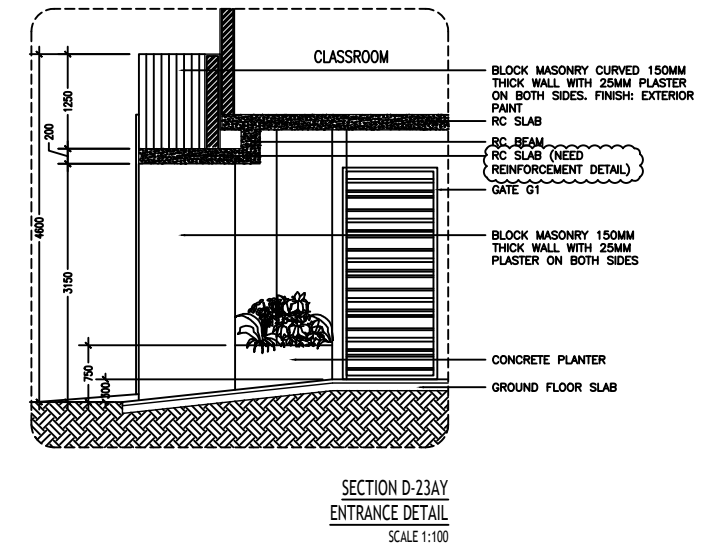 CLASSROOM
BLOCK MASONRY CURVED 150MM
THICK WALL WITH 25MM PLASTER
ON BOTH SIDES. FINISH: EXTERIOR
PAINT
RC SLAB
RC BEAM
RC SLAB (NEED
REINFORCEMENT DETAIL)
GATE G1
BLOCK MASONRY 150MM
THICK WALL WITH 25MM
PLASTER ON BOTH SIDES
CONCRETE PLANTER
GROUND FLOOR SLAB
1250
200
4600
3150
750
300
SECTION D-23AY
ENTRANCE DETAIL
SCALE 1:100